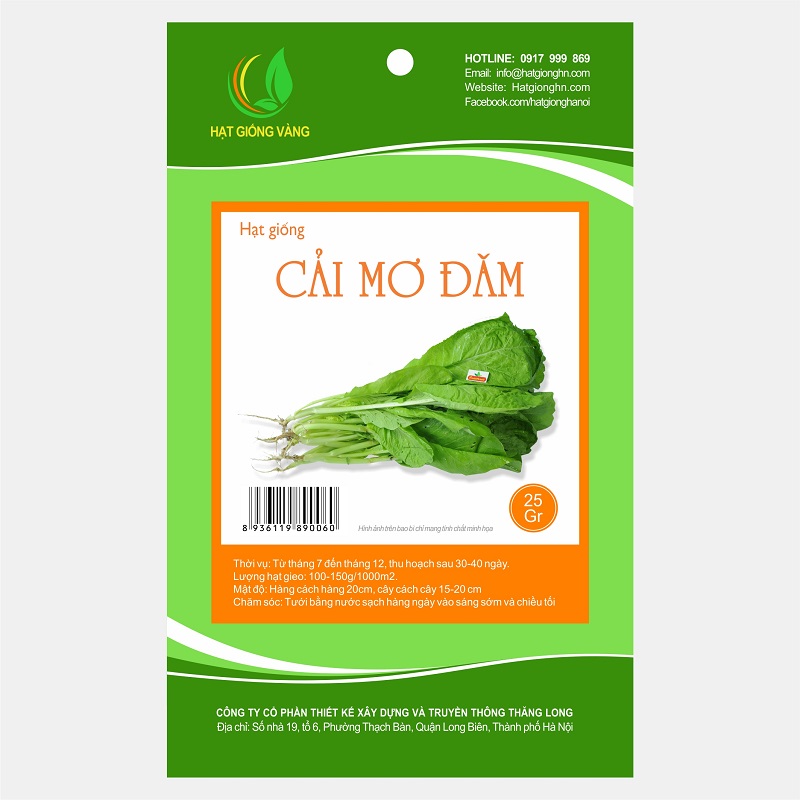 HẠT GIỐNG VÀNG
HOTLINE: 0917 999 869
Email: info@hatgionghn.com
Website: Hatgionghn.com
Facebook.com/hatgionghanoi
Hạt giống
CẢI MƠ ĐĂM
8 936119 890060
Hình ảnh trên bao bì chỉ mang tính chất minh họa
25
Gr
Thời vụ: Từ tháng 7 đến tháng 12, thu hoạch sau 30-40 ngày.
Lượng hạt gieo: 100-150g/1000m2.
Mật độ: Hàng cách hàng 20cm, cây cách cây 15-20 cm
Chăm sóc: Tưới bằng nước sạch hàng ngày vào sáng sớm và chiều tối
CÔNG TY CỔ PHẦN THIẾT KẾ XÂY DỰNG VÀ TRUYỀN THÔNG THĂNG LONG
Địa chỉ: Số nhà 19, tổ 6, Phường Thạch Bàn, Quận Long Biên, Thành phố Hà Nội